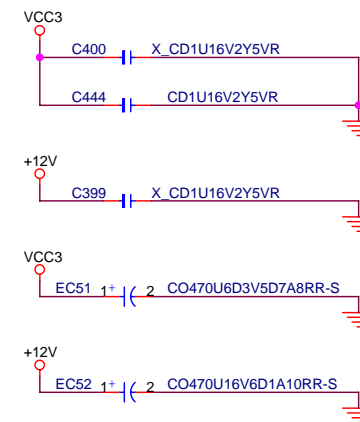 VCC3
C400 X_CD1U16V2Y5VR
C444 CD1U16V2Y5VR
+12V
C399 X_CD1U16V2Y5VR
VCC3
EC51 1+ 2 CO470U6D3V5D7A8RR-S
+12V
EC52 1+ 2 CO470U16V6D1A10RR-S